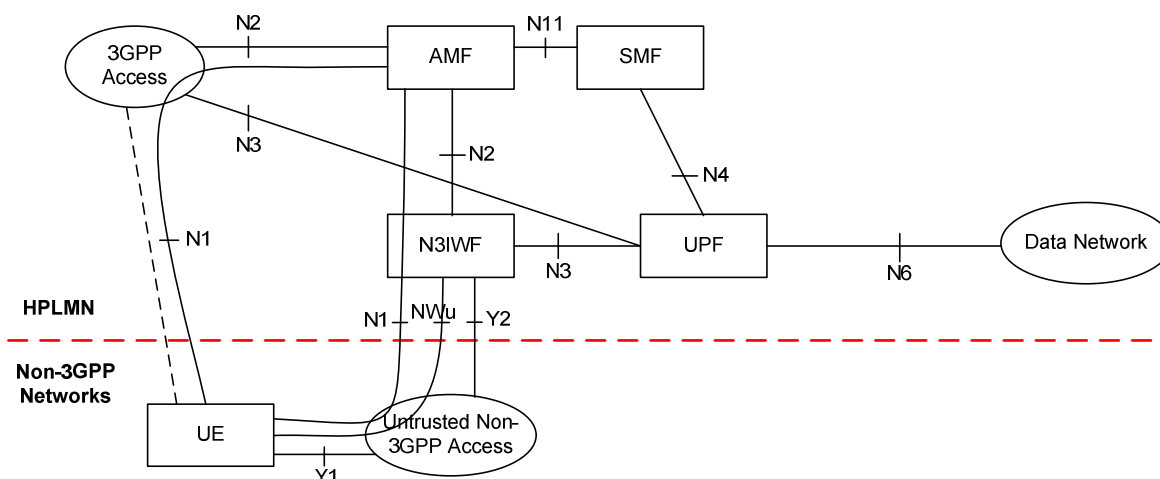 N2
N11
3GPP
Access
AMF
SMF
N3
N2
N4
N1
N3IWF
UPF
Data Network
N3
N6
HPLMN
N1
NWu
Y2
Non-3GPP
Networks
UE
Untrusted Non-
3GPP Access
Y1